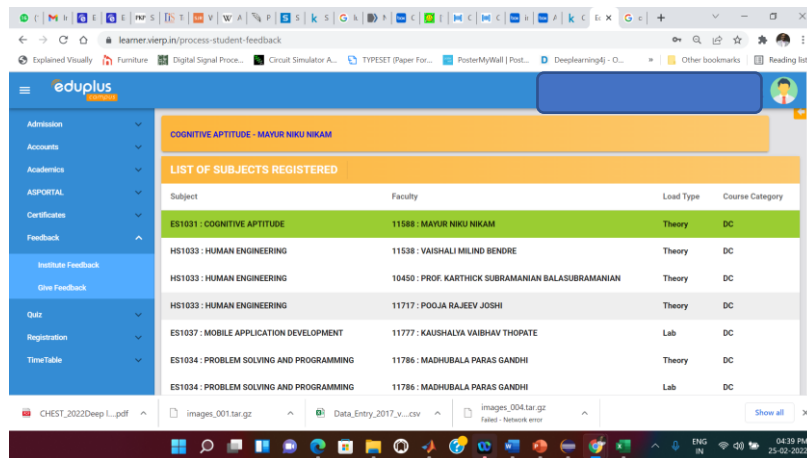 learner.vierp.in/process-student-feedback
Explained Visually
Furniture
Digital Signal Proce...
Circuit Simulator A...
TYPESET (Paper For...
PosterMyWall | Post...
Deeplearning4j - O...
»
Other bookmarks
Reading list
eduplus
campus
Admission
Accounts
Academics
ASPORTAL
Certificates
Feedback
Institute Feedback
Give Feedback
Quiz
Registration
TimeTable
COGNITIVE APTITUDE - MAYUR NIKU NIKAM
LIST OF SUBJECTS REGISTERED
Subject Faculty Load Type Course Category
ES1031 : COGNITIVE APTITUDE 11588 : MAYUR NIKU NIKAM Theory DC
HS1033 : HUMAN ENGINEERING 11538 : VAISHALI MILIND BENDRE Theory DC
HS1033 : HUMAN ENGINEERING 10450 : PROF. KARTHICK SUBRAMANIAN BALASUBRAMANIAN Theory DC
HS1033 : HUMAN ENGINEERING 11717 : POOJA RAJEEV JOSHI Theory DC
ES1037 : MOBILE APPLICATION DEVELOPMENT 11777 : KAUSHALYA VAIBHAV THOPATE Lab DC
ES1034 : PROBLEM SOLVING AND PROGRAMMING 11786 : MADHUBALA PARAS GANDHI Theory DC
ES1034 : PROBLEM SOLVING AND PROGRAMMING 11786 : MADHUBALA PARAS GANDHI Lab DC
CHEST_2022Deep l....pdf
images_001.tar.gz
Data_Entry_2017_v....csv
images_004.tar.gz
Failed - Network error
Show all
ENG
IN
04:39 PM
25-02-2022